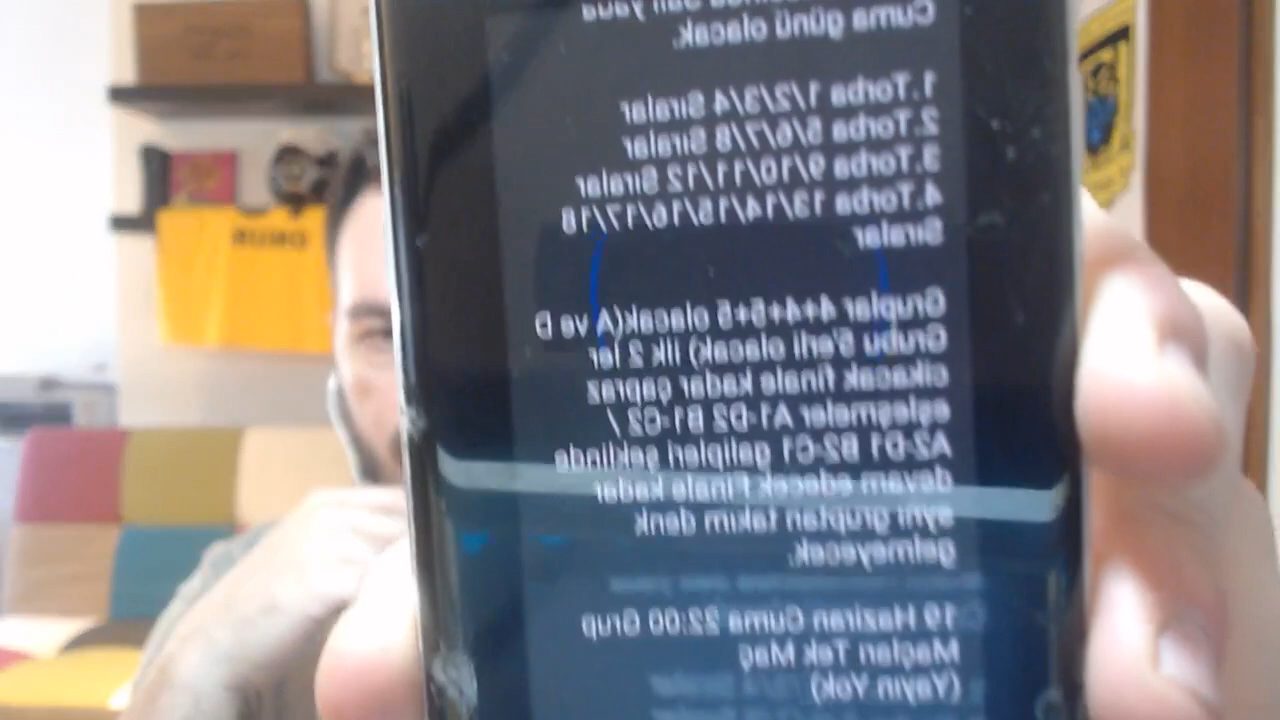 Cuma günü olacak.
1.Torba 1/2/3/4 Sıralar
2.Torba 5/6/7/8 Sıralar
3.Torba 9/10/11/12 Sıralar
4.Torba 13/14/15/16/17/18
Sıralar
Gruplar 4+4+5+5 olacak(A ve D
Grubu 5'erli olacak) ilk 2 ler
cikacak finale kadar çapraz
eşleşmeler A1-D2 B1-C2 /
A2-D1 B2-C1 galipleri şeklinde
devam edecek Finale kadar
aynı gruptan takım denk
gelmeyecek.
19 Haziran Cuma 22:00 Grup
Maçları Tek Maç
(Yayın Yok)